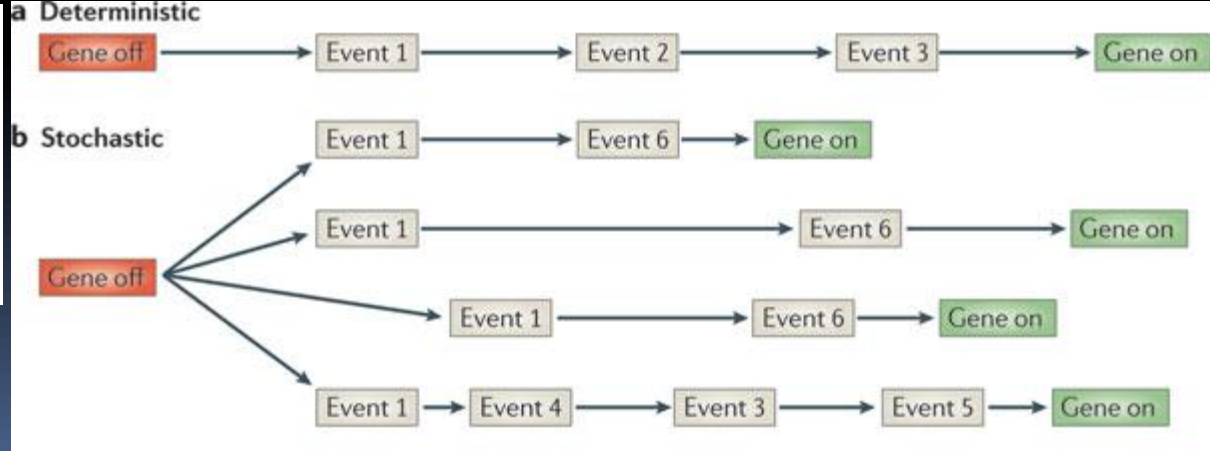 a Deterministic
Gene off Event 1 Event 2 Event 3 Gene on
b Stochastic
Event 1 Event 6 Gene on
Event 1 Event 6 Gene on
Gene off
Event 1 Event 6 Gene on
Event 1 Event 4 Event 3 Event 5 Gene on